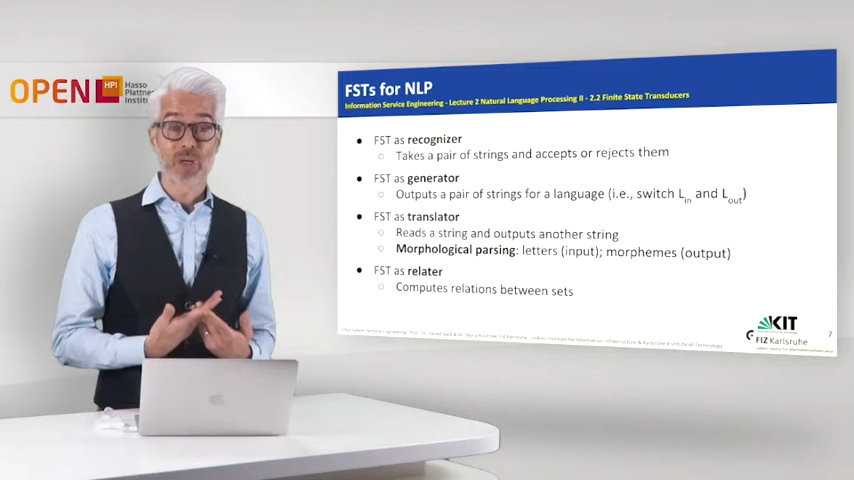 OPEN HPI Hasso
Plattner
Institut
FSTs for NLP
Information Service Engineering - Lecture 2 Natural Language Processing II - 2.2 Finite State Transducers
● FST as recognizer
○ Takes a pair of strings and accepts or rejects them
● FST as generator
○ Outputs a pair of strings for a language (i.e., switch Lin and Lout)
● FST as translator
○ Reads a string and outputs another string
○ Morphological parsing: letters (input); morphemes (output)
● FST as relater
○ Computes relations between sets
KIT
FIZ Karlsruhe
7